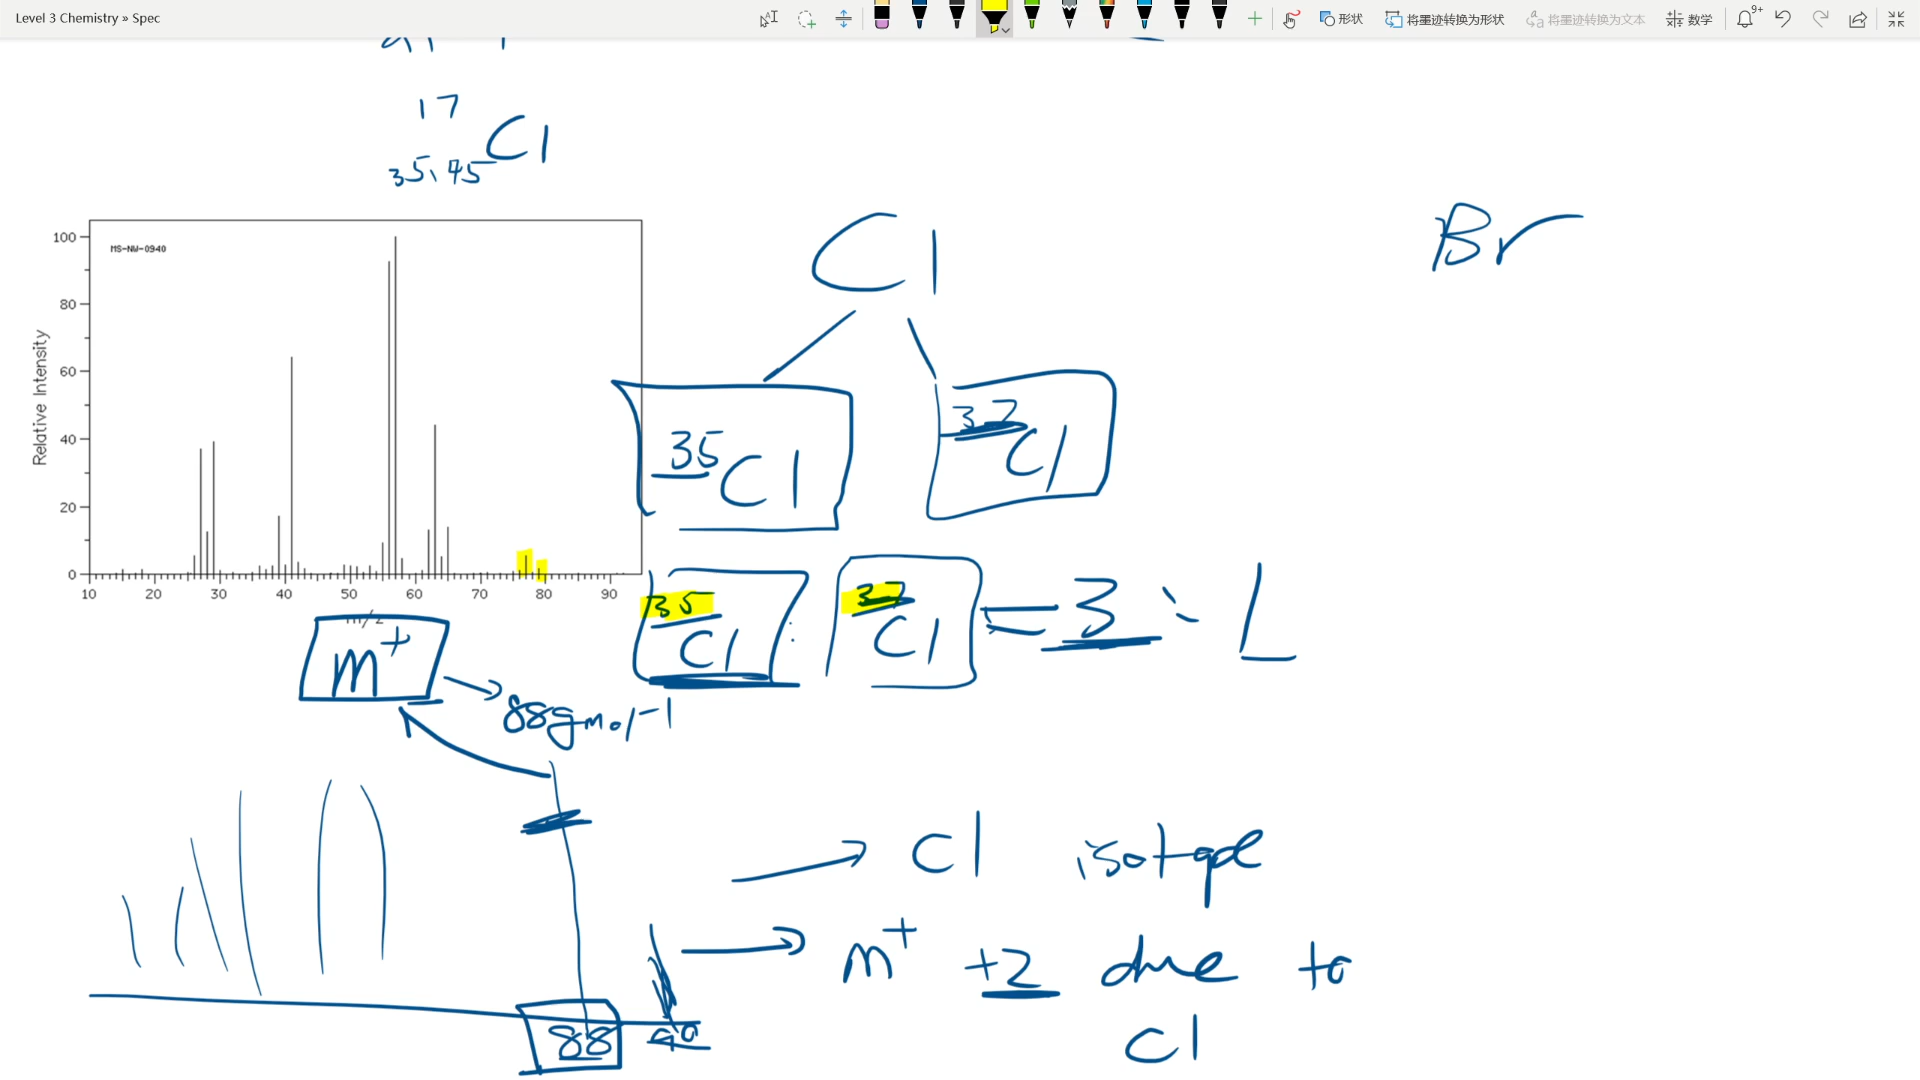 Level 3 Chemistry » Spec
形状
将墨迹转换为形状
将墨迹转换为文本
数学
9+
17
Cl
35.45
MS-NW-0940
Relative Intensity
100
80
60
40
20
0
10 20 30 40 50 60 70 80 90
m/z
Cl
Br
35Cl
37Cl
35Cl : 37Cl = 3 : 1
m+
88gmol-1
88
90
Cl isotope
m+ +2 due to
Cl